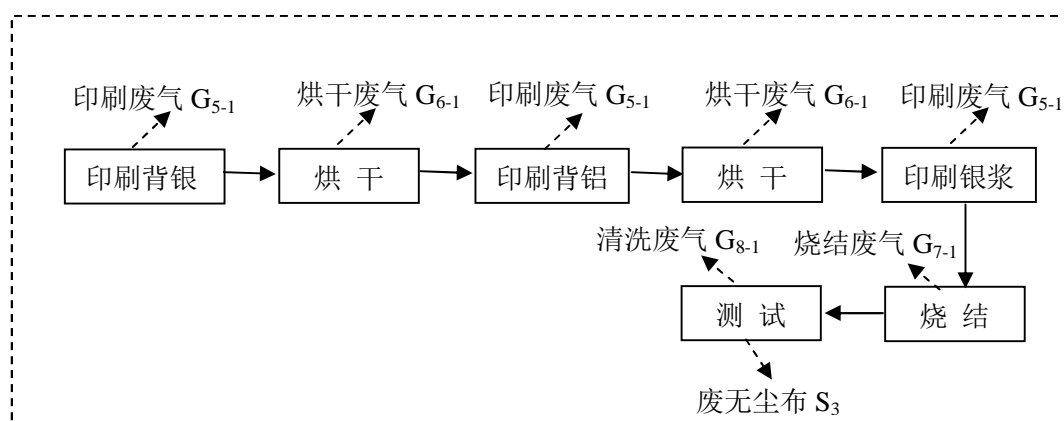 印刷废气 G5-1 烘干废气 G6-1 印刷废气 G5-1 烘干废气 G6-1 印刷废气 G5-1
印刷背银 烘 干 印刷背铝 烘 干 印刷银浆
清洗废气 G8-1 烧结废气 G7-1
测 试 烧 结
废无尘布 S3